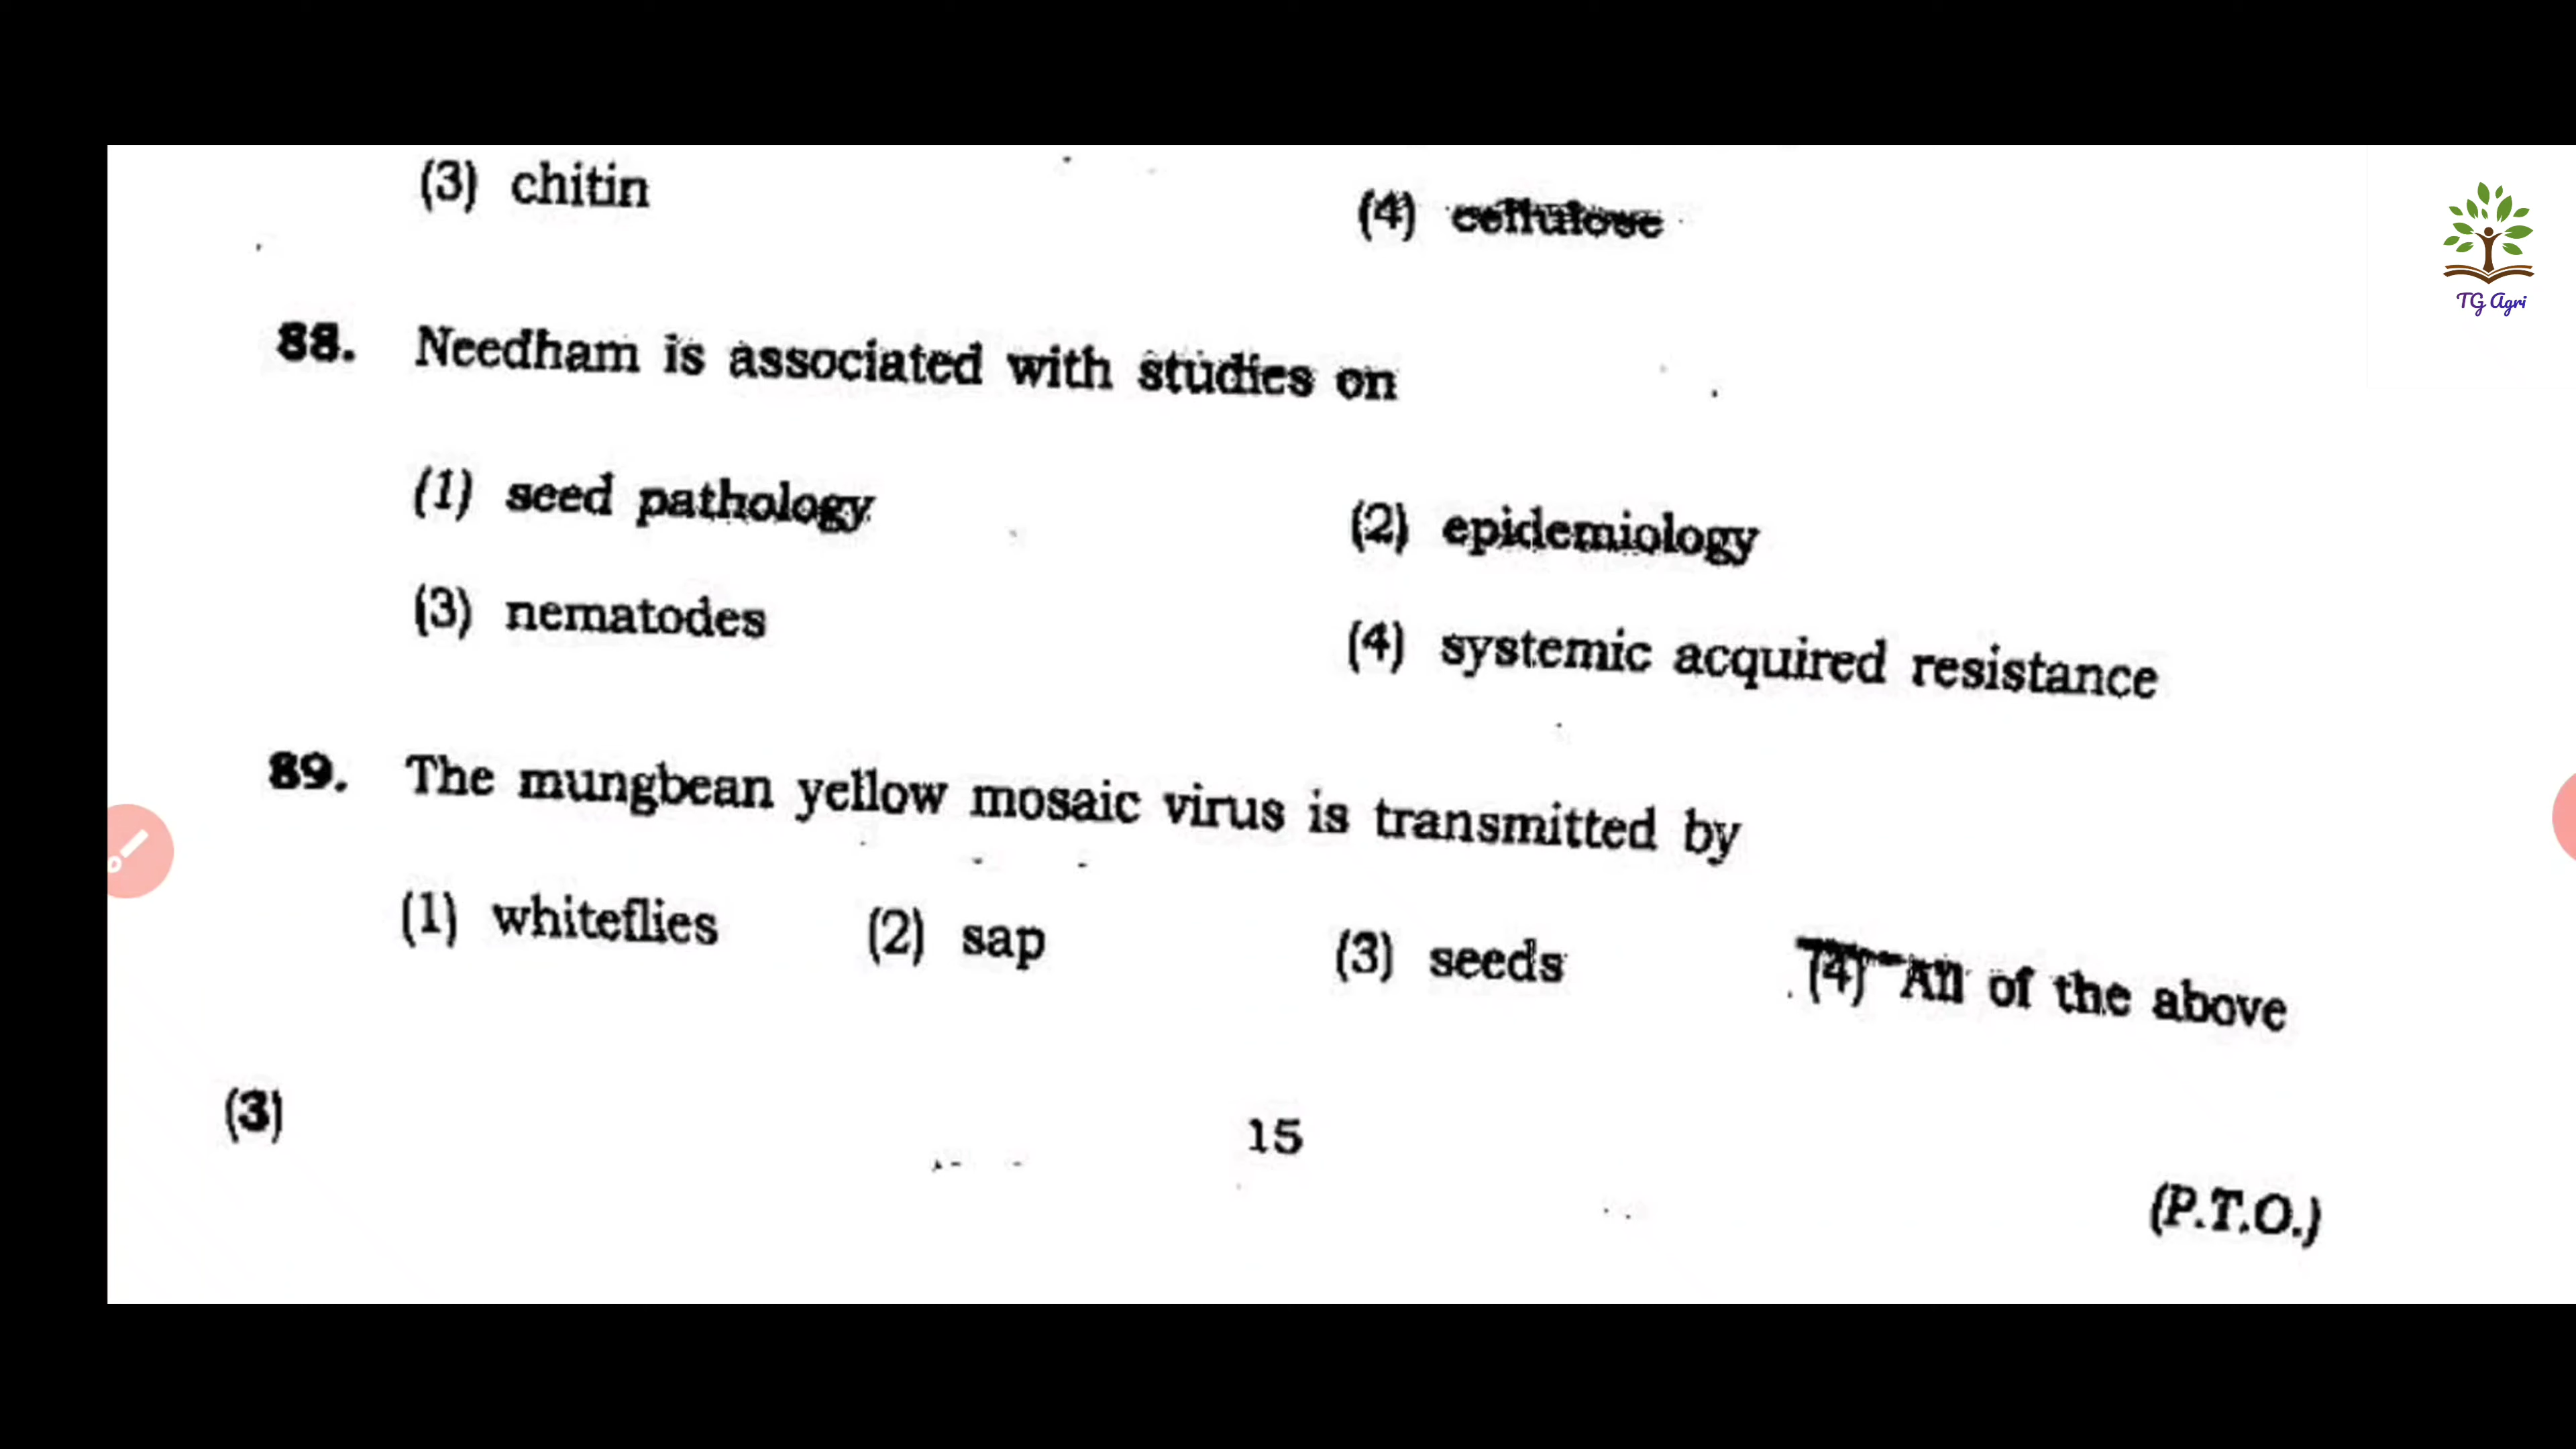 (3) chitin (4) cellulose
TG Agri
88. Needham is associated with studies on
(1) seed pathology (2) epidemiology
(3) nematodes (4) systemic acquired resistance
89. The mungbean yellow mosaic virus is transmitted by
(1) whiteflies (2) sap (3) seeds (4) All of the above
(3) 15 (P.T.O.)